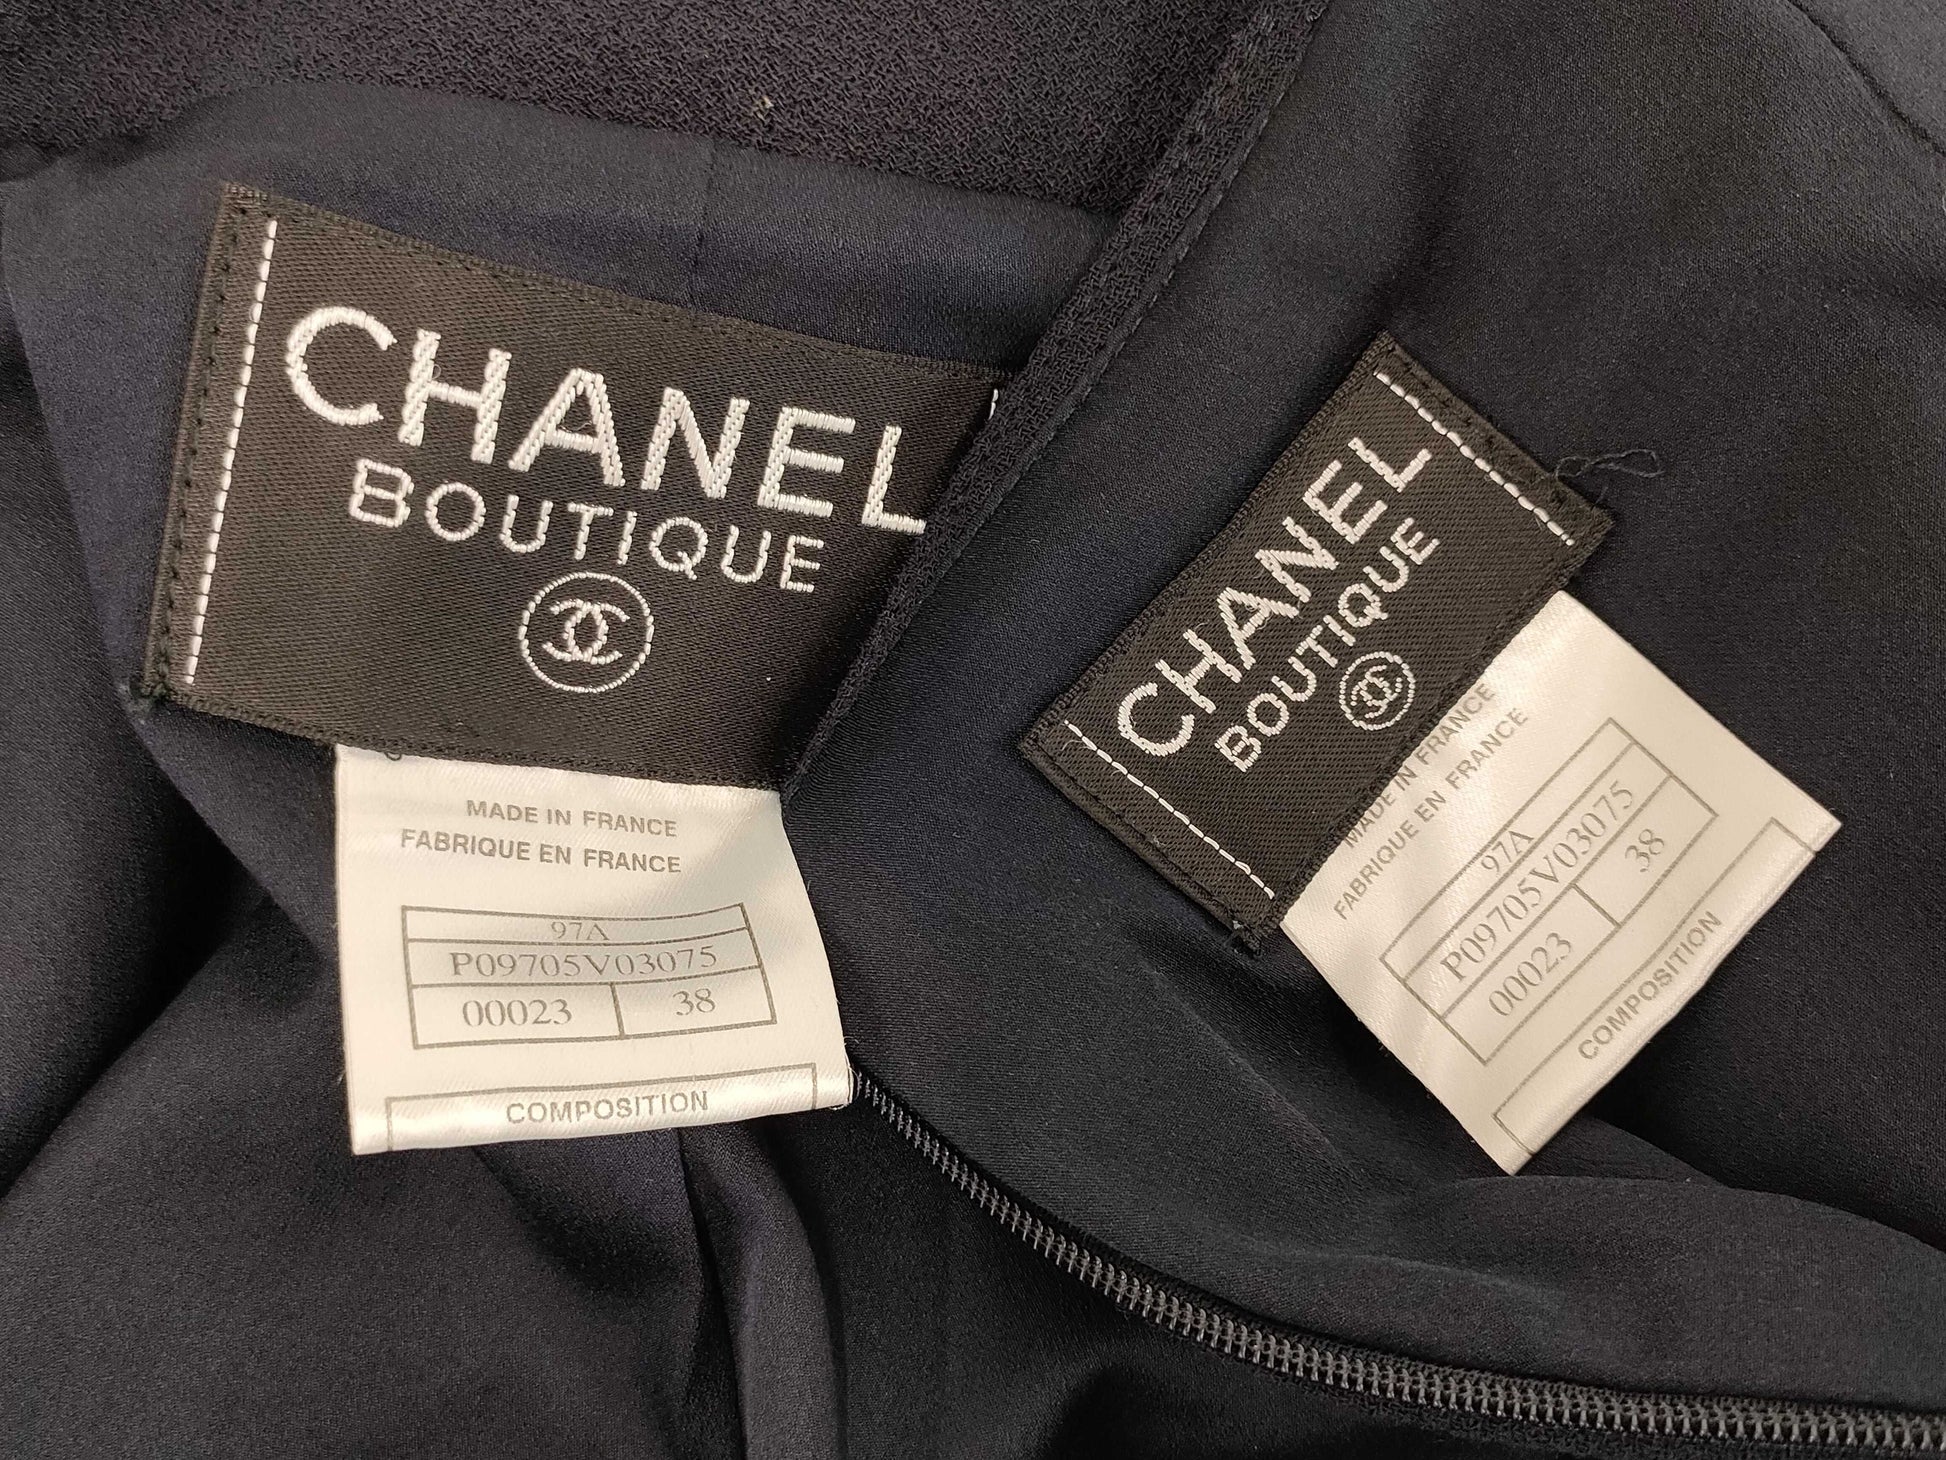 CHANEL
BOUTIQUE
MADE IN FRANCE
FABRIQUE EN FRANCE
97A
P09705V03075
00023 38
COMPOSITION
CHANEL
BOUTIQUE
MADE IN FRANCE
FABRIQUE EN FRANCE
97A
P09705V03075
00023 38
COMPOSITION